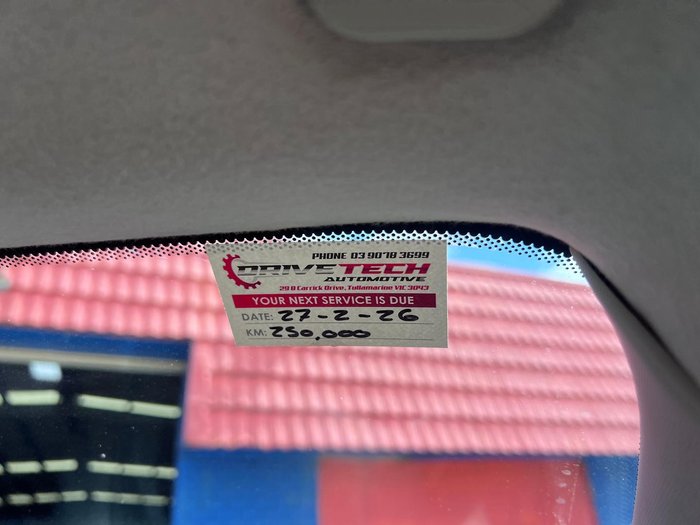 PHONE 03 9078 3699
DRIVETECH
AUTOMOTIVE
29 B Carrick Drive, Tullamarine VIC 3043
YOUR NEXT SERVICE IS DUE
DATE: 27-2-26
KM: 250,000